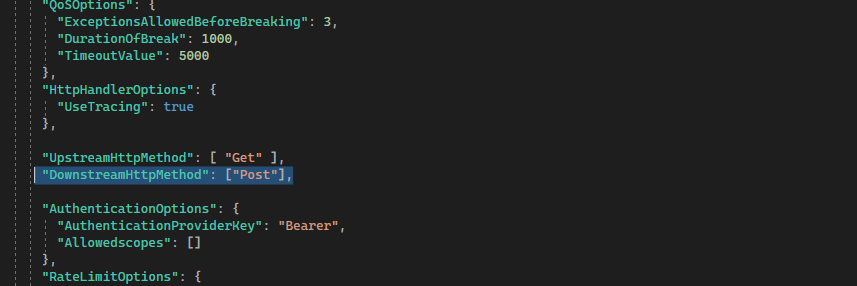 "QoSOptions": {
"ExceptionsAllowedBeforeBreaking": 3,
"DurationOfBreak": 1000,
"TimeoutValue": 5000
},
"HttpHandlerOptions": {
"UseTracing": true
},
"UpstreamHttpMethod": [ "Get" ],
"DownstreamHttpMethod": ["Post"],
"AuthenticationOptions": {
"AuthenticationProviderKey": "Bearer",
"Allowedscopes": []
},
"RateLimitOptions": {